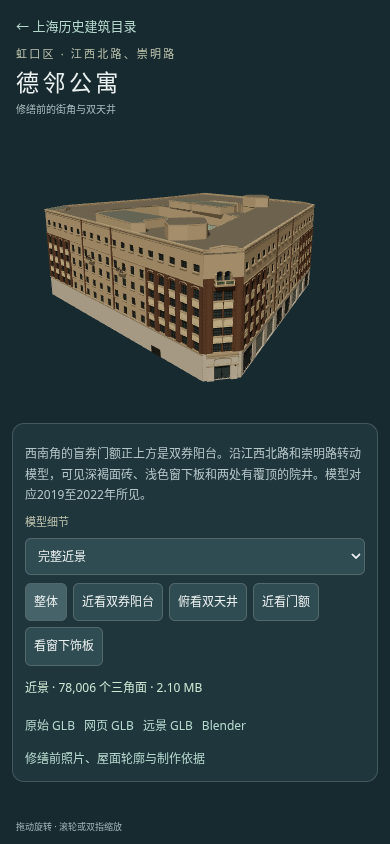 ← 上海历史建筑目录
虹口区 · 江西北路、崇明路
德邻公寓
修缮前的街角与双天井
西南角的盲券门额正上方是双券阳台。沿江西北路和崇明路转动
模型，可见深褐面砖、浅色窗下板和两处有覆顶的院井。模型对
应2019至2022年所见。
模型细节
完整近景
整体 近看双券阳台 俯看双天井 近看门额
看窗下饰板
近景 · 78,006 个三角面 · 2.10 MB
原始 GLB 网页 GLB 远景 GLB Blender
修缮前照片、屋面轮廓与制作依据
拖动旋转 · 滚轮或双指缩放